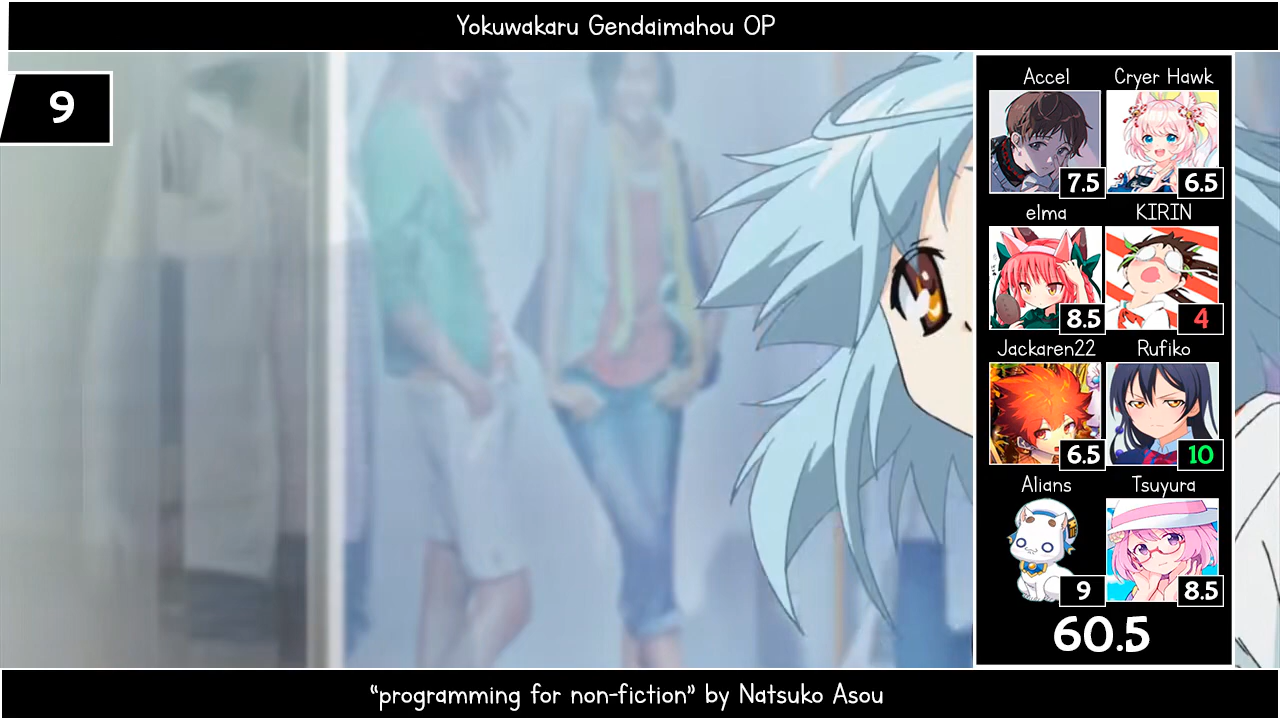 Yokuwakaru Gendaimahou OP
9
Accel
Cryer Hawk
7.5
6.5
elma
KIRIN
8.5
4
Jackaren22
Rufiko
6.5
10
Alians
Tsuyura
9
8.5
60.5
“programming for non-fiction” by Natsuko Asou